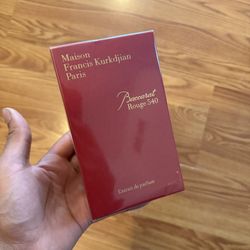 Maison
Francis Kurkdjian
Paris
Baccarat
Rouge 540
Extrait de parfum